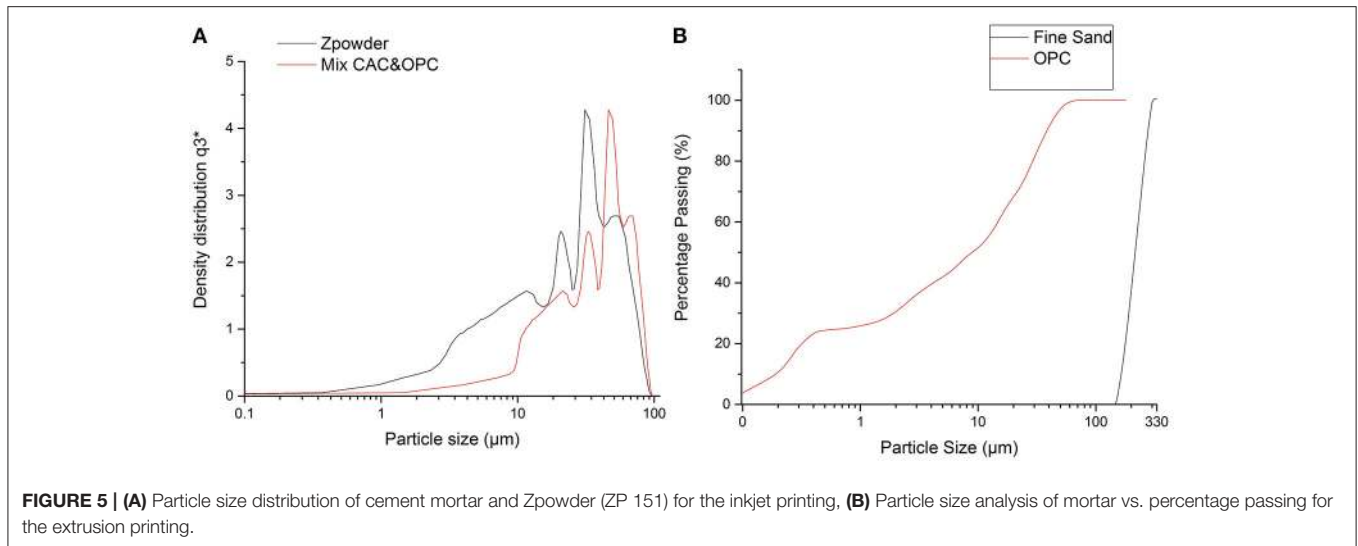 A
Zpowder
Mix CAC&OPC
5
4
3
2
1
0
Density distribution q3*
0.1
1
10
100
Particle size (µm)
B
Fine Sand
OPC
100
80
60
40
20
0
Percentage Passing (%)
0
1
10
100
330
Particle Size (µm)
FIGURE 5 | (A) Particle size distribution of cement mortar and Zpowder (ZP 151) for the inkjet printing, (B) Particle size analysis of mortar vs. percentage passing for
the extrusion printing.